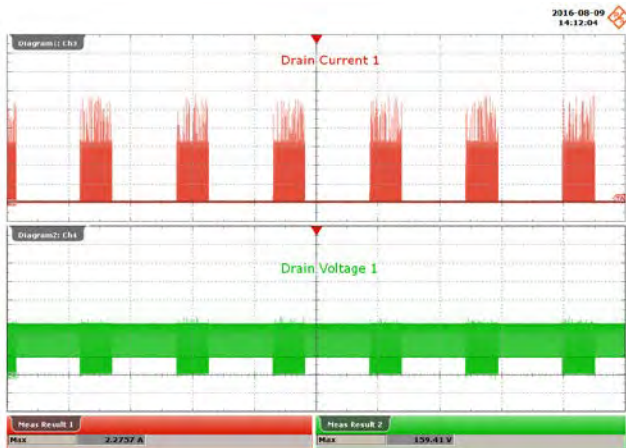 2016-08-09
14:12:04
Diagram1: Ch3
Drain Current 1
Diagram2: Ch4
Drain Voltage 1
Meas Result 1
Meas Result 2
Max 2.2757 A
Max 159.41 V